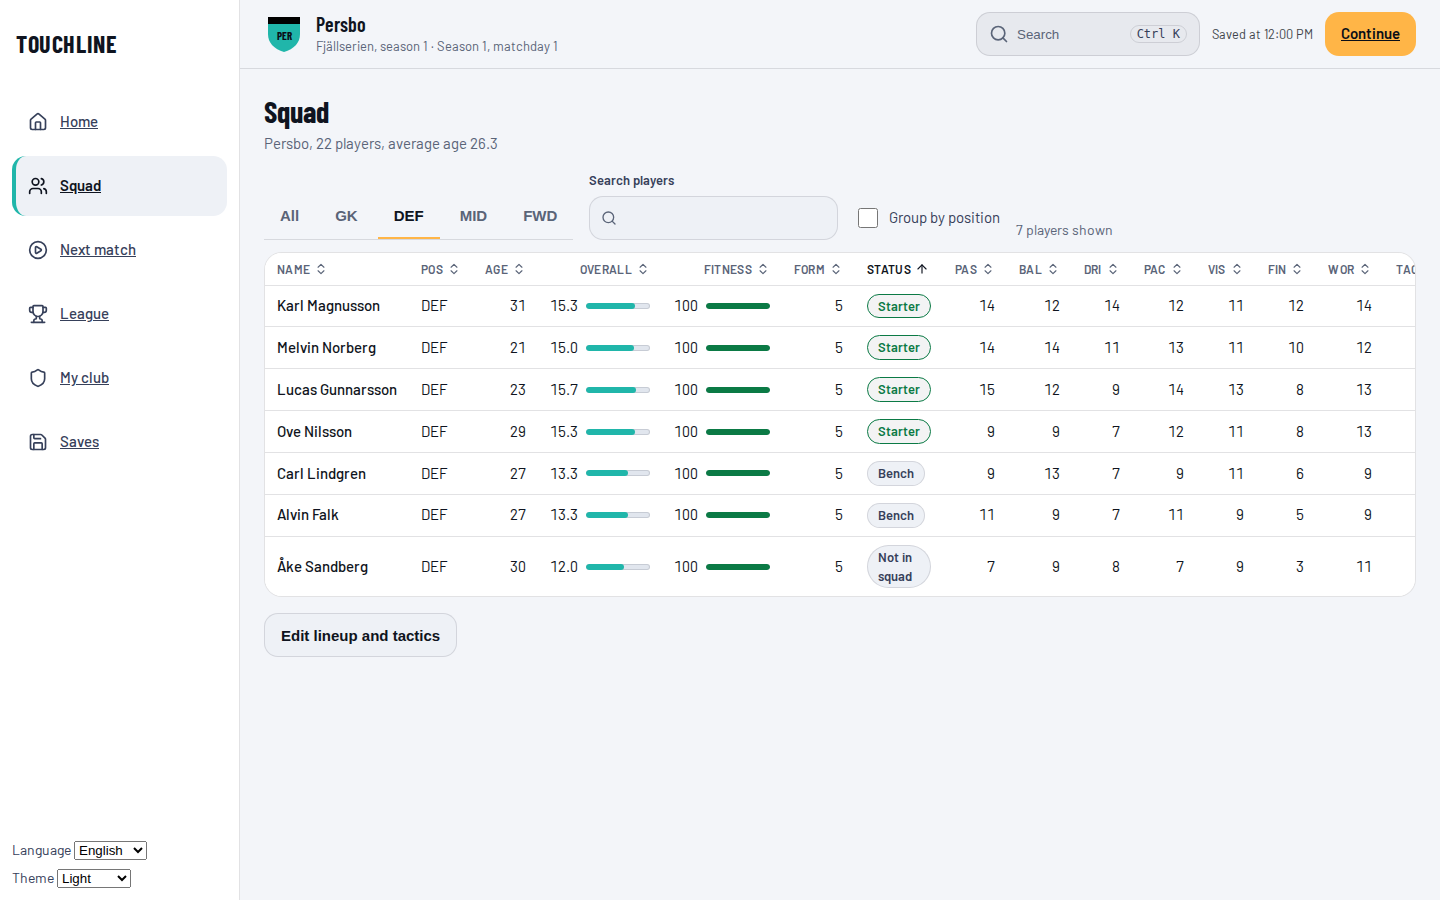 TOUCHLINE
Home
Squad
Next match
League
My club
Saves
Language English
Theme Light
PER
Persbo
Fjällserien, season 1 · Season 1, matchday 1
Search Ctrl K
Saved at 12:00 PM
Continue
Squad
Persbo, 22 players, average age 26.3
All GK DEF MID FWD
Search players
Group by position
7 players shown
NAME POS AGE OVERALL FITNESS FORM STATUS PAS BAL DRI PAC VIS FIN WOR TAC
Karl Magnusson DEF 31 15.3 100 5 Starter 14 12 14 12 11 12 14
Melvin Norberg DEF 21 15.0 100 5 Starter 14 14 11 13 11 10 12
Lucas Gunnarsson DEF 23 15.7 100 5 Starter 15 12 9 14 13 8 13
Ove Nilsson DEF 29 15.3 100 5 Starter 9 9 7 12 11 8 13
Carl Lindgren DEF 27 13.3 100 5 Bench 9 13 7 9 11 6 9
Alvin Falk DEF 27 13.3 100 5 Bench 11 9 7 11 9 5 9
Åke Sandberg DEF 30 12.0 100 5 Not in squad 7 9 8 7 9 3 11
Edit lineup and tactics